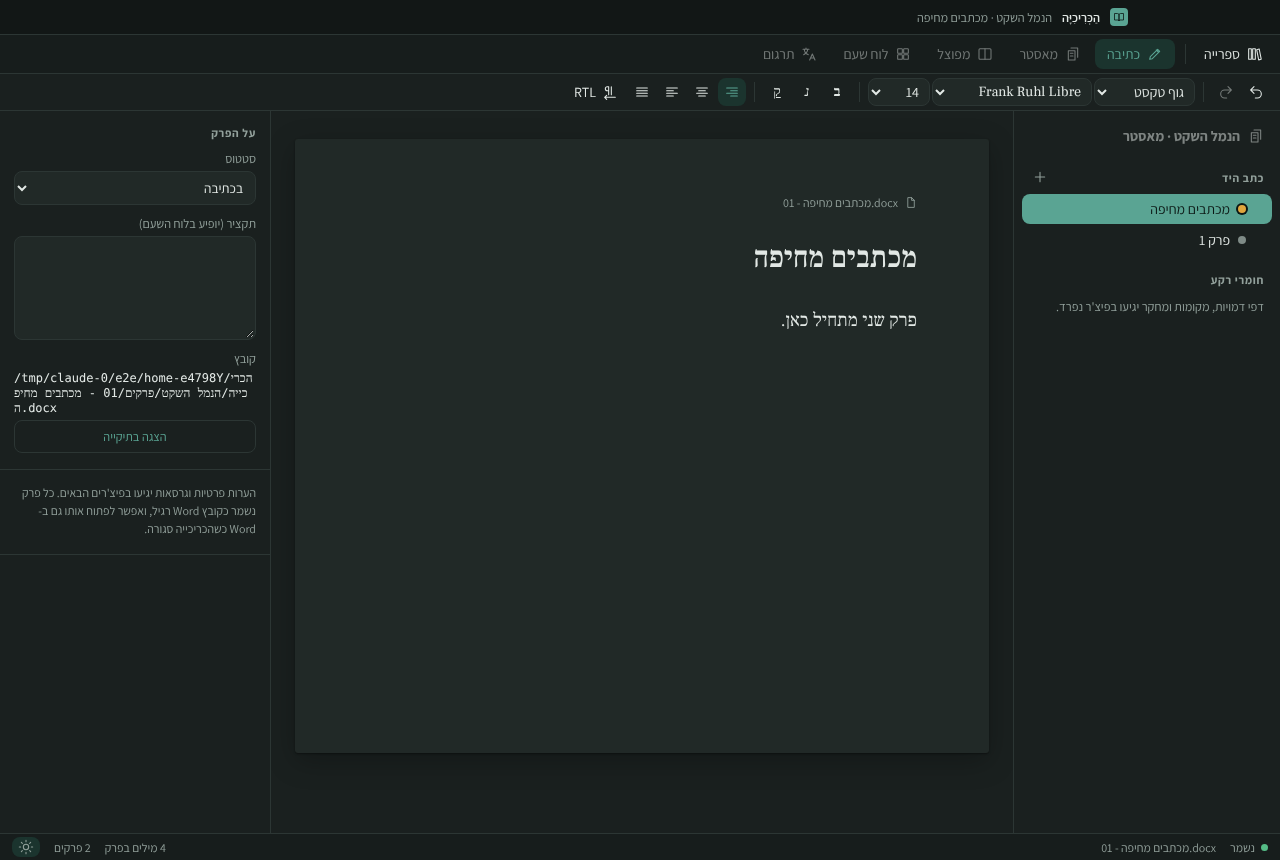 הַכְּרִיכִיָּה הנמל השקט · מכתבים מחיפה
ספרייה כתיבה מאסטר מפוצל לוח שעם תרגום
גוף טקסט Frank Ruhl Libre 14 ב נ ק RTL
הנמל השקט · מאסטר
כתב היד
מכתבים מחיפה
פרק 1
חומרי רקע
דפי דמויות, מקומות ומחקר יגיעו בפיצ'ר נפרד.
01 - מכתבים מחיפה.docx
מכתבים מחיפה
פרק שני מתחיל כאן.
על הפרק
סטטוס
בכתיבה
תקציר (יופיע בלוח השעם)
קובץ
/tmp/claude-0/e2e/home-e4798Y/הכרי
כייה/הנמל השקט/פרקים/01 - מכתבים מחיפ
ה.docx
הצגה בתיקייה
הערות פרטיות וגרסאות יגיעו בפיצ'רים הבאים. כל פרק
נשמר כקובץ Word רגיל, ואפשר לפתוח אותו גם ב-
Word כשהכריכייה סגורה.
נשמר 01 - מכתבים מחיפה.docx
4 מילים בפרק 2 פרקים